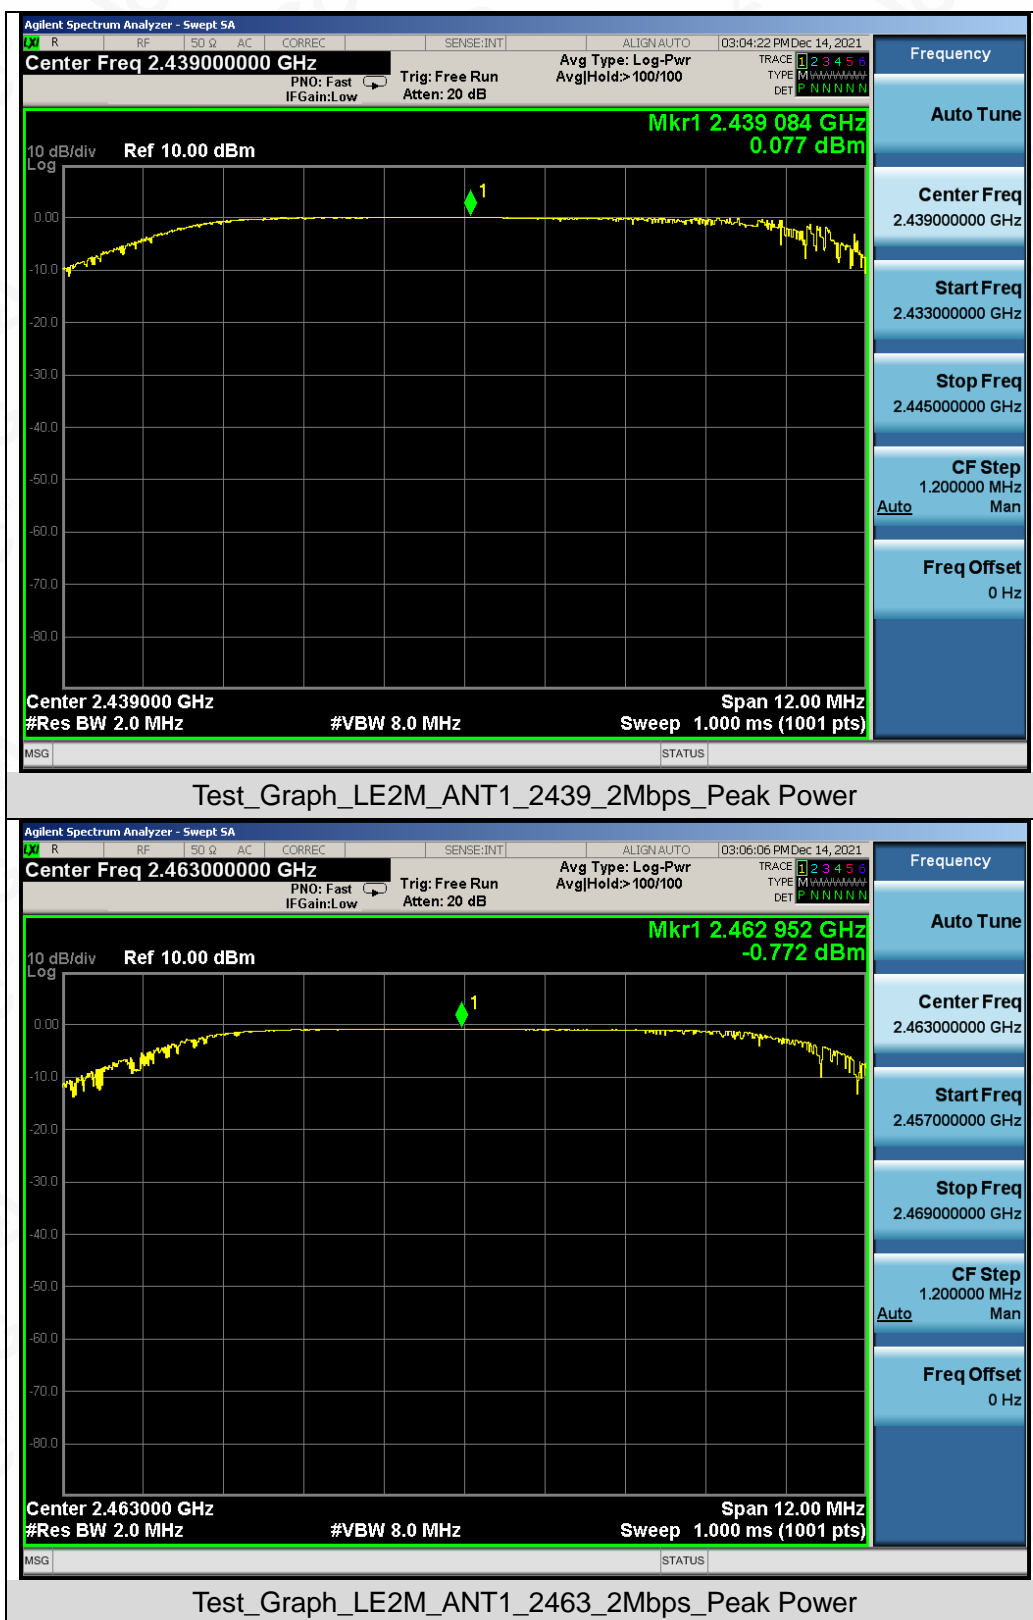 Agilent Spectrum Analyzer - Swept SA
LXI R RF 50 Ω AC CORREC SENSE:INT ALIGNAUTO 03:04:22 PM Dec 14, 2021
Center Freq 2.439000000 GHz
PNO: Fast
IFGain:Low
Trig: Free Run
Atten: 20 dB
Avg Type: Log-Pwr
Avg|Hold:>100/100
TRACE 1 2 3 4 5 6
TYPE M
DET P N N N N N
Mkr1 2.439 084 GHz
0.077 dBm
10 dB/div Ref 10.00 dBm
Log
1
0.00
-10.0
-20.0
-30.0
-40.0
-50.0
-60.0
-70.0
-80.0
Center 2.439000 GHz Span 12.00 MHz
#Res BW 2.0 MHz #VBW 8.0 MHz Sweep 1.000 ms (1001 pts)
MSG STATUS
Frequency
Auto Tune
Center Freq
2.439000000 GHz
Start Freq
2.433000000 GHz
Stop Freq
2.445000000 GHz
CF Step
1.200000 MHz
Auto Man
Freq Offset
0 Hz
Test_Graph_LE2M_ANT1_2439_2Mbps_Peak Power
Agilent Spectrum Analyzer - Swept SA
LXI R RF 50 Ω AC CORREC SENSE:INT ALIGNAUTO 03:06:06 PM Dec 14, 2021
Center Freq 2.463000000 GHz
PNO: Fast
IFGain:Low
Trig: Free Run
Atten: 20 dB
Avg Type: Log-Pwr
Avg|Hold:>100/100
TRACE 1 2 3 4 5 6
TYPE M
DET P N N N N N
Mkr1 2.462 952 GHz
-0.772 dBm
10 dB/div Ref 10.00 dBm
Log
1
0.00
-10.0
-20.0
-30.0
-40.0
-50.0
-60.0
-70.0
-80.0
Center 2.463000 GHz Span 12.00 MHz
#Res BW 2.0 MHz #VBW 8.0 MHz Sweep 1.000 ms (1001 pts)
MSG STATUS
Frequency
Auto Tune
Center Freq
2.463000000 GHz
Start Freq
2.457000000 GHz
Stop Freq
2.469000000 GHz
CF Step
1.200000 MHz
Auto Man
Freq Offset
0 Hz
Test_Graph_LE2M_ANT1_2463_2Mbps_Peak Power